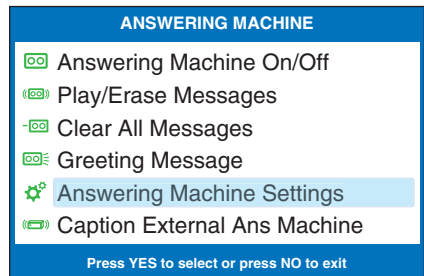 ANSWERING MACHINE
Answering Machine On/Off
Play/Erase Messages
Clear All Messages
Greeting Message
Answering Machine Settings
Caption External Ans Machine
Press YES to select or press NO to exit